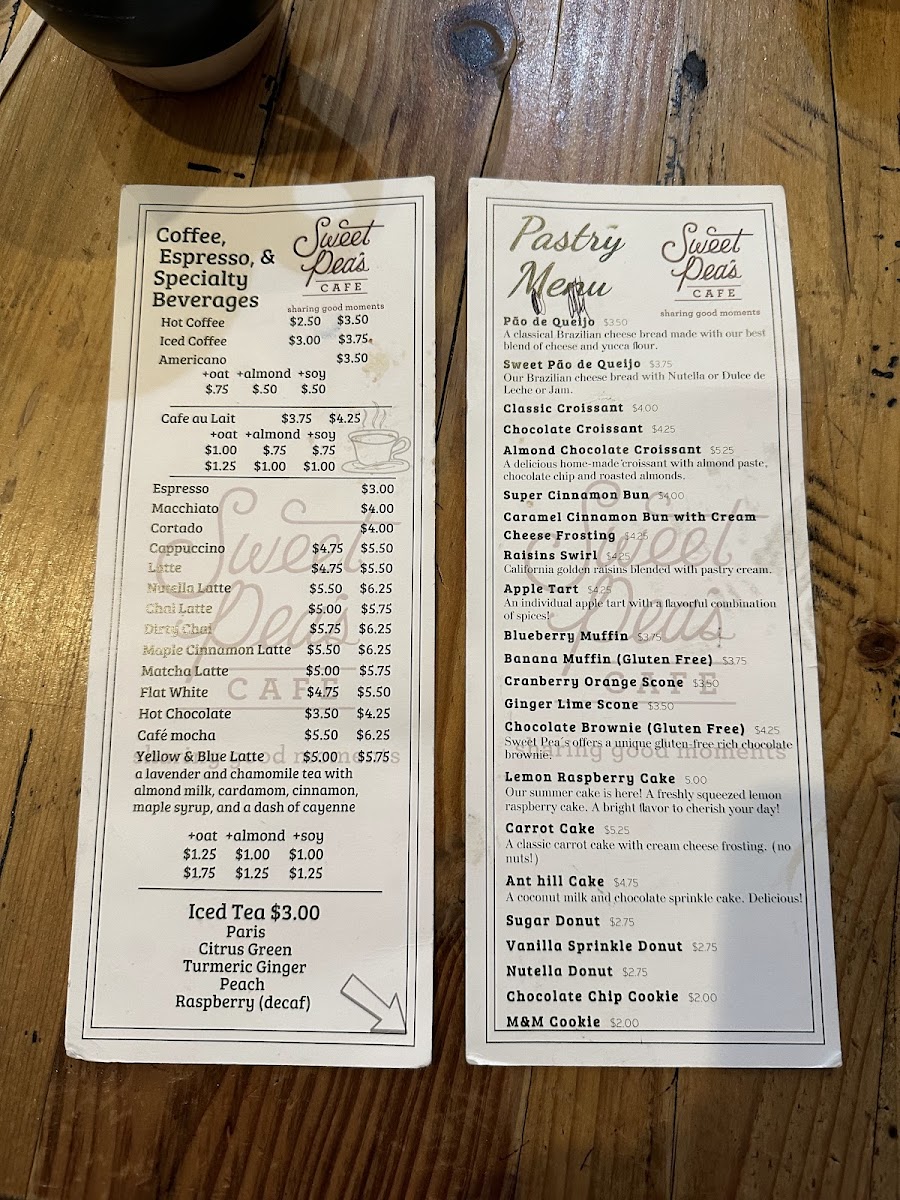 Coffee,
Espresso, &
Specialty
Beverages
Sweet
Pea's
CAFE
sharing good moments
Hot Coffee $2.50 $3.50
Iced Coffee $3.00 $3.75
Americano $3.50
+oat +almond +soy
$.75 $.50 $.50
Cafe au Lait $3.75 $4.25
+oat +almond +soy
$1.00 $.75 $.75
$1.25 $1.00 $1.00
Espresso $3.00
Macchiato $4.00
Cortado $4.00
Cappuccino $4.75 $5.50
Latte $4.75 $5.50
Nutella Latte $5.50 $6.25
Chai Latte $5.00 $5.75
Dirty Chai $5.75 $6.25
Maple Cinnamon Latte $5.50 $6.25
Matcha Latte $5.00 $5.75
Flat White $4.75 $5.50
Hot Chocolate $3.50 $4.25
Café mocha $5.50 $6.25
Yellow & Blue Latte $5.00 $5.75
a lavender and chamomile tea with
almond milk, cardamom, cinnamon,
maple syrup, and a dash of cayenne
+oat +almond +soy
$1.25 $1.00 $1.00
$1.75 $1.25 $1.25
Iced Tea $3.00
Paris
Citrus Green
Turmeric Ginger
Peach
Raspberry (decaf)
Sweet
Pea's
CAFE
sharing good moments
Pastry
Menu
Sweet
Pea's
CAFE
sharing good moments
Pão de Queijo $3.50
A classical Brazilian cheese bread made with our best
blend of cheese and yucca flour.
Sweet Pão de Queijo $3.75
Our Brazilian cheese bread with Nutella or Dulce de
Leche or Jam.
Classic Croissant $4.00
Chocolate Croissant $4.25
Almond Chocolate Croissant $5.25
A delicious home-made croissant with almond paste,
chocolate chip and roasted almonds.
Super Cinnamon Bun $4.00
Caramel Cinnamon Bun with Cream
Cheese Frosting $4.25
Raisins Swirl $4.25
California golden raisins blended with pastry cream.
Apple Tart $4.25
An individual apple tart with a flavorful combination
of spices!
Blueberry Muffin $3.75
Banana Muffin (Gluten Free) $3.75
Cranberry Orange Scone $3.50
Ginger Lime Scone $3.50
Chocolate Brownie (Gluten Free) $4.25
Sweet Pea's offers a unique gluten-free rich chocolate
brownie.
Lemon Raspberry Cake 5.00
Our summer cake is here! A freshly squeezed lemon
raspberry cake. A bright flavor to cherish your day!
Carrot Cake $5.25
A classic carrot cake with cream cheese frosting. (no
nuts!)
Ant hill Cake $4.75
A coconut milk and chocolate sprinkle cake. Delicious!
Sugar Donut $2.75
Vanilla Sprinkle Donut $2.75
Nutella Donut $2.75
Chocolate Chip Cookie $2.00
M&M Cookie $2.00
Sweet
Pea's
CAFE
sharing good moments